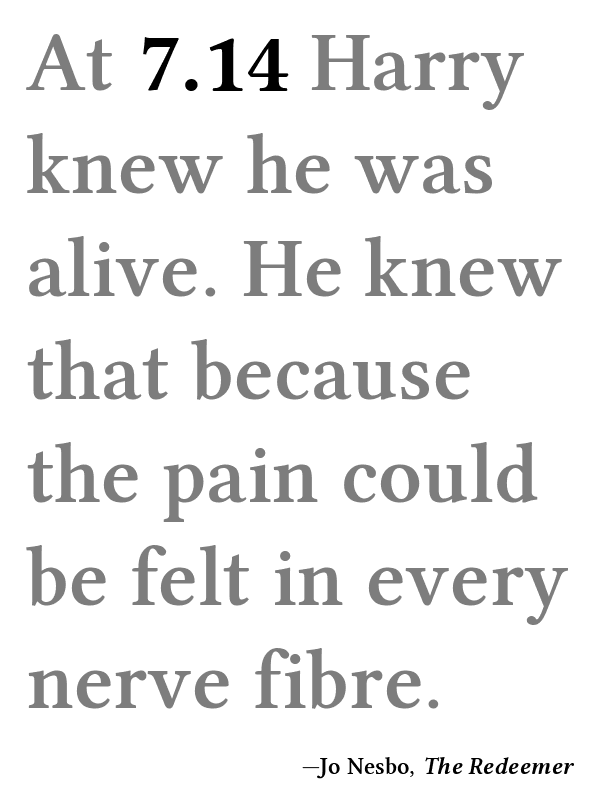 At 7.14 Harry
knew he was
alive. He knew
that because
the pain could
be felt in every
nerve fibre.
—Jo Nesbo, The Redeemer